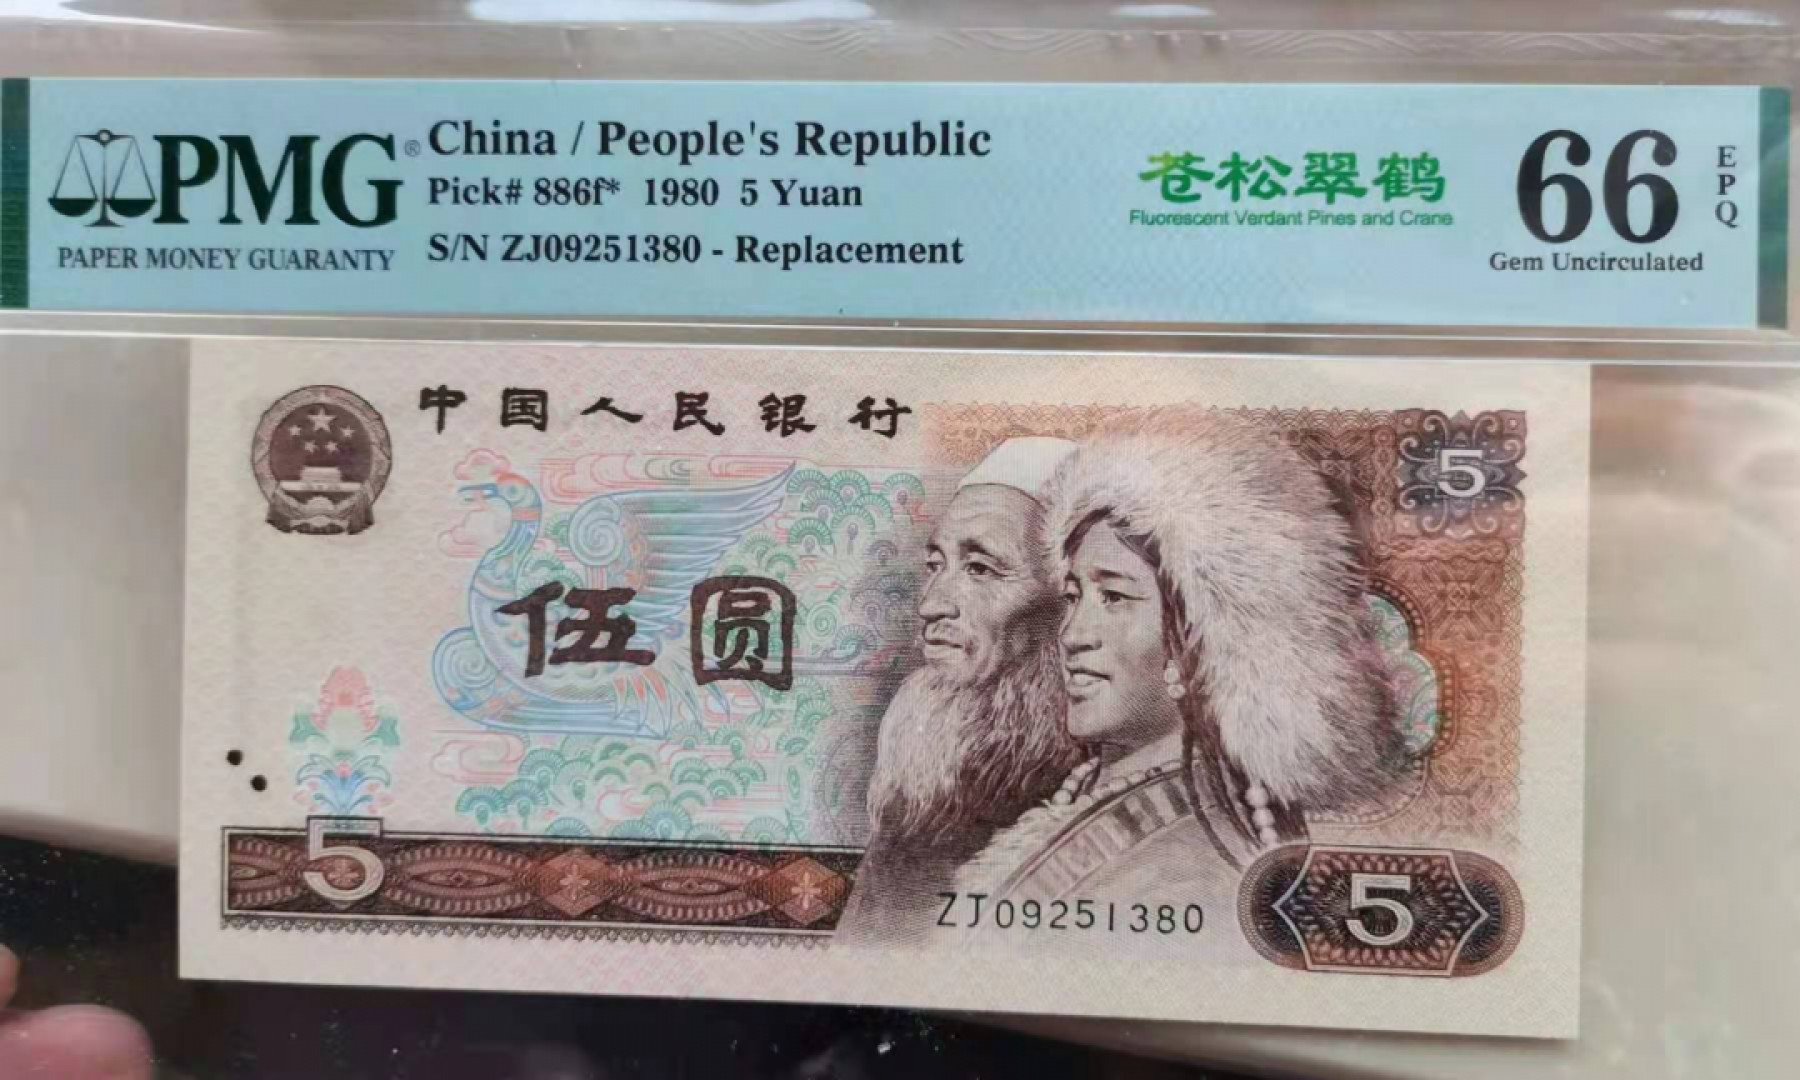 PMG®
PAPER MONEY GUARANTY
China / People's Republic
Pick# 886f* 1980 5 Yuan
S/N ZJ09251380 - Replacement
苍松翠鹤
Fluorescent Verdant Pines and Crane
66 EPQ
Gem Uncirculated
中国人民银行
5
伍圆
5
ZJ09251380
5